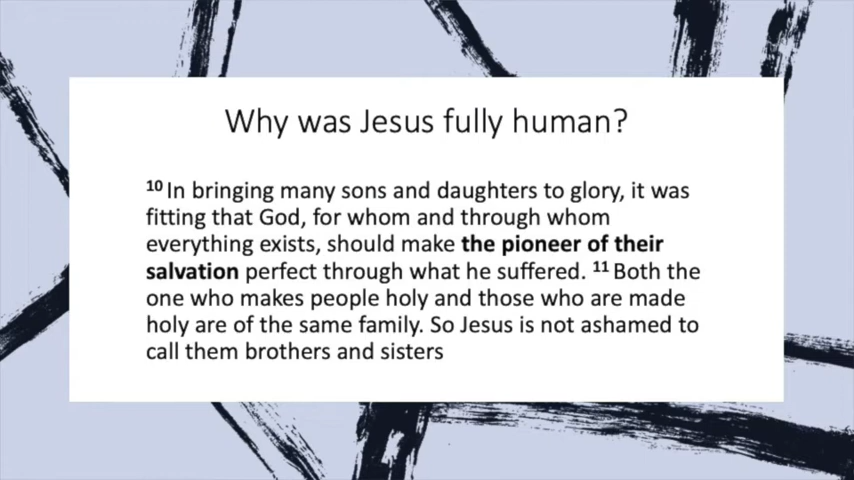 Why was Jesus fully human?
10 In bringing many sons and daughters to glory, it was
fitting that God, for whom and through whom
everything exists, should make the pioneer of their
salvation perfect through what he suffered. 11 Both the
one who makes people holy and those who are made
holy are of the same family. So Jesus is not ashamed to
call them brothers and sisters